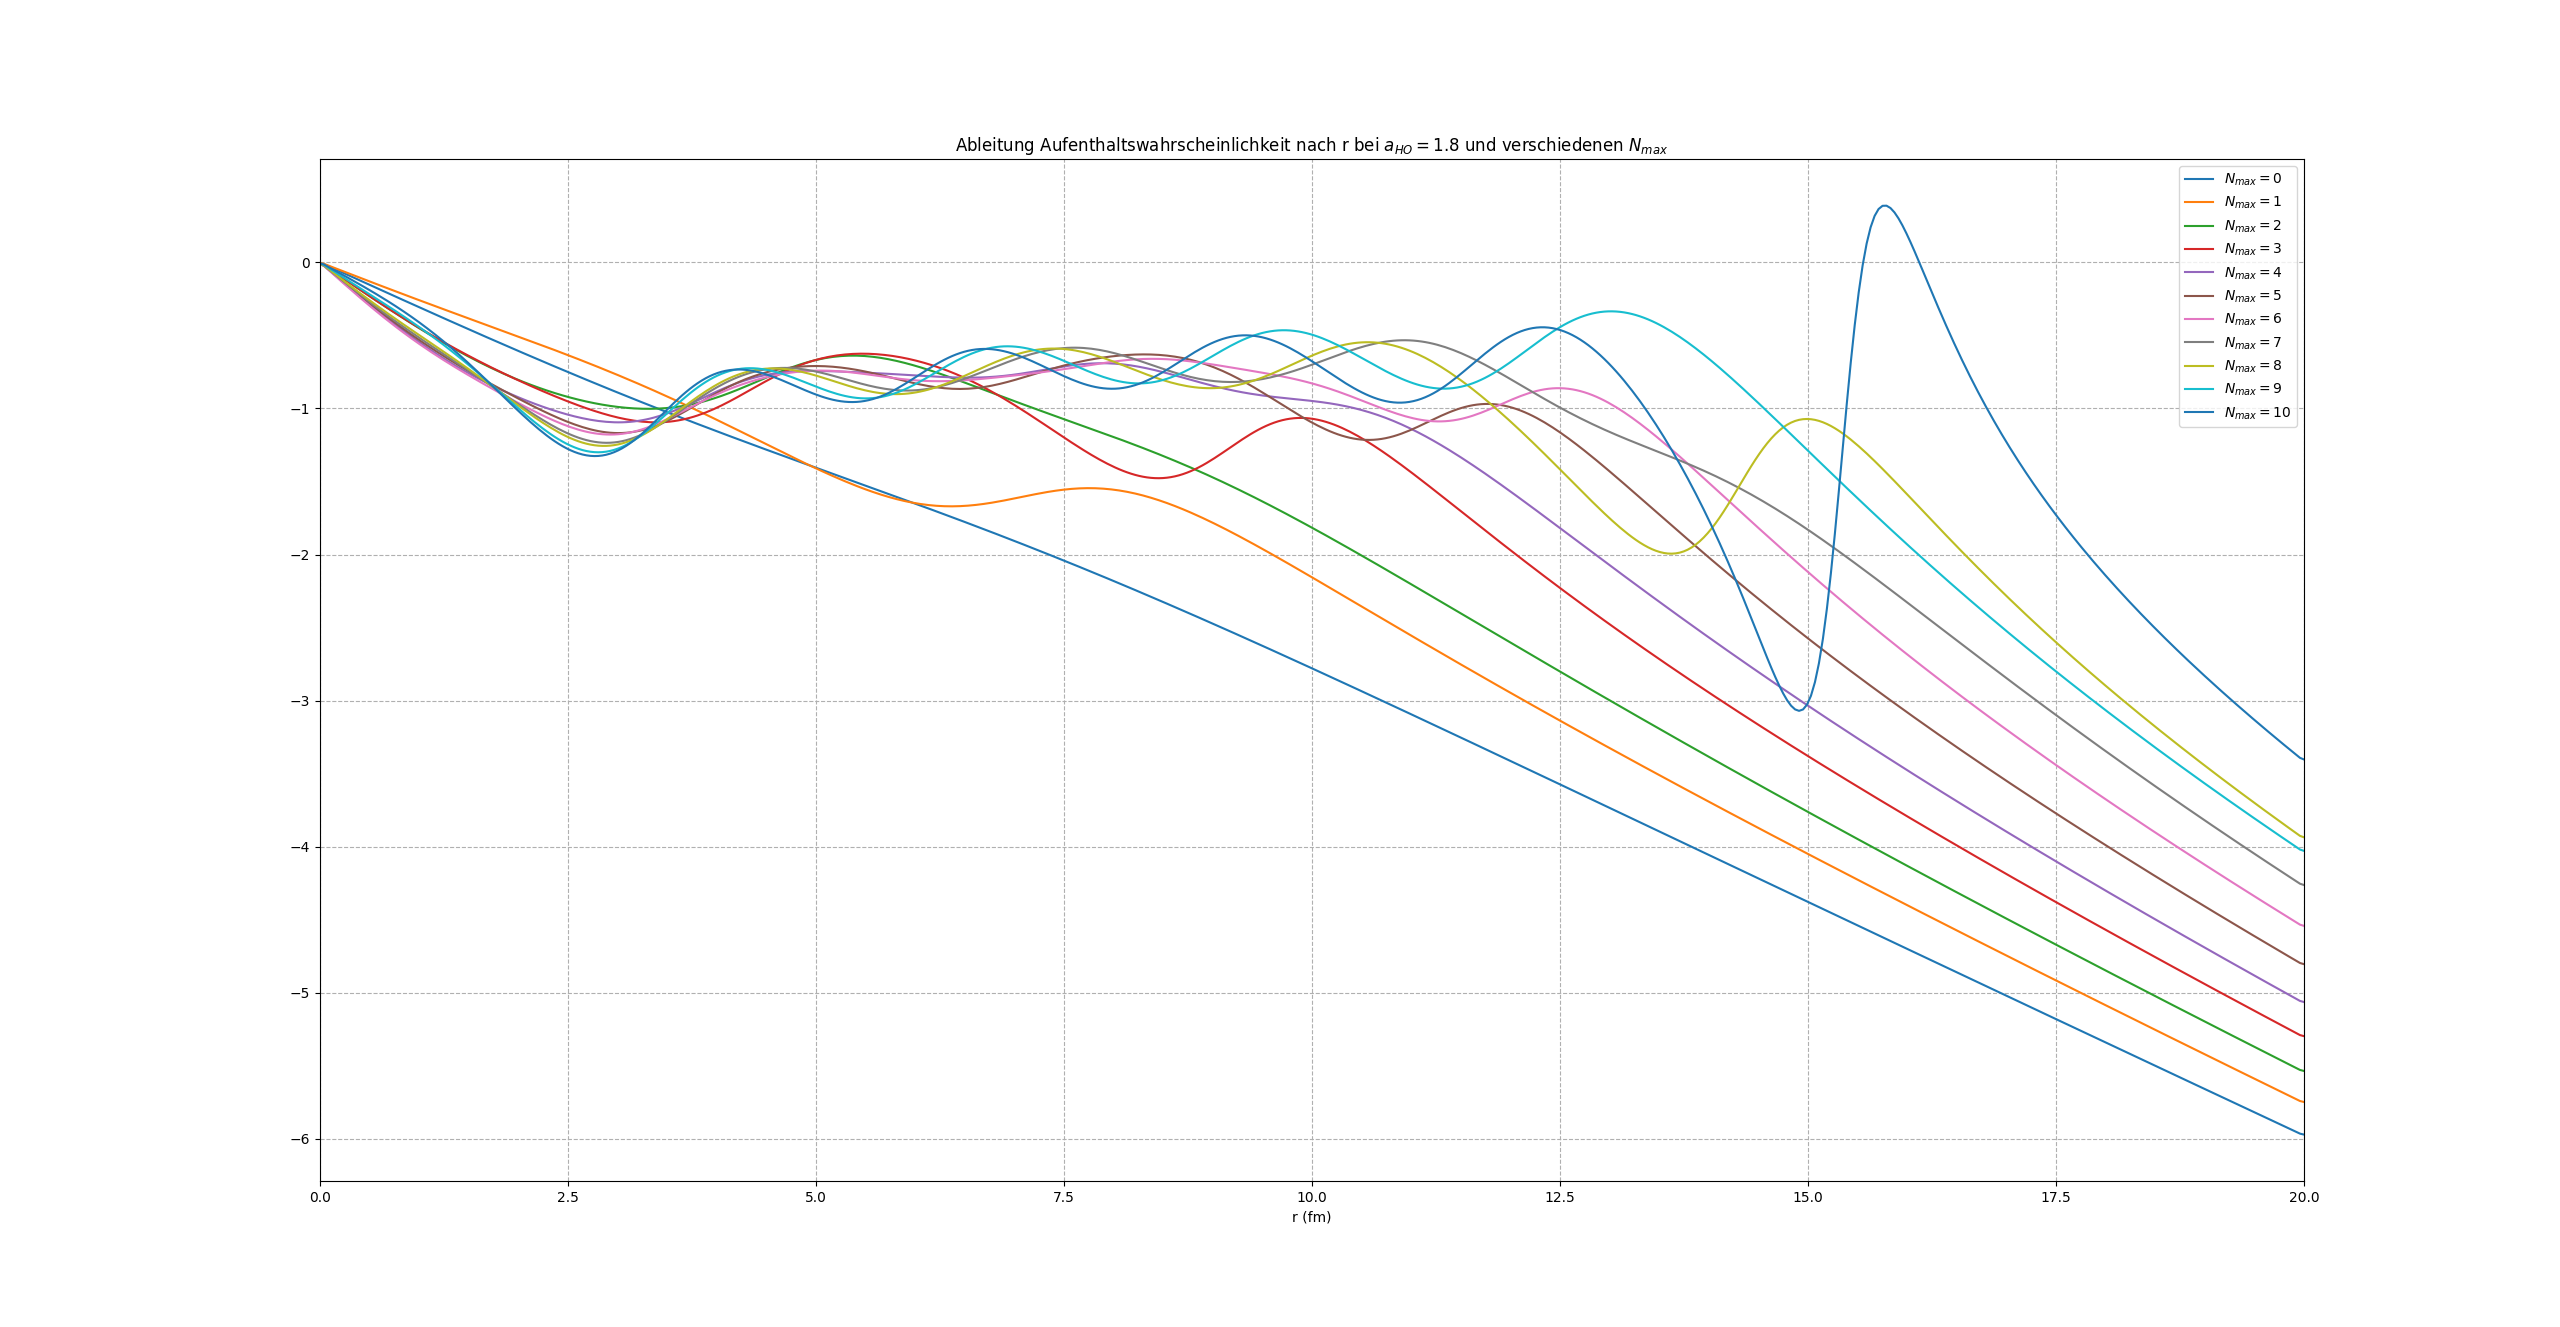 Ableitung Aufenthaltswahrscheinlichkeit nach r bei a_HO = 1.8 und verschiedenen N_max
N_max = 0
N_max = 1
N_max = 2
N_max = 3
N_max = 4
N_max = 5
N_max = 6
N_max = 7
N_max = 8
N_max = 9
N_max = 10
0
−1
−2
−3
−4
−5
−6
0.0 2.5 5.0 7.5 10.0 12.5 15.0 17.5 20.0
r (fm)